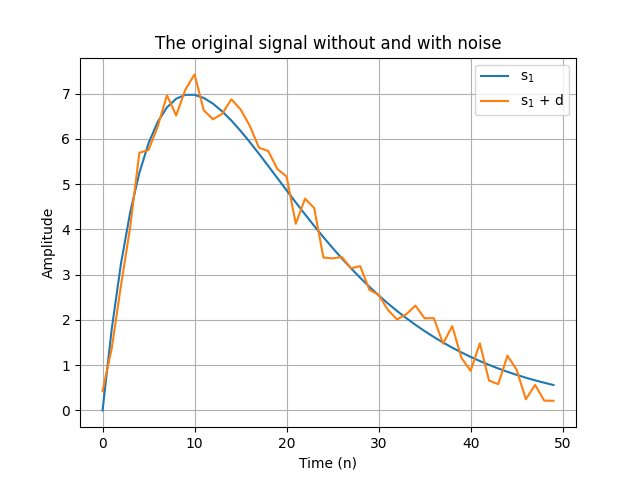 The original signal without and with noise
s₁
s₁ + d
7
6
5
4
3
2
1
0
Amplitude
0 10 20 30 40 50
Time (n)